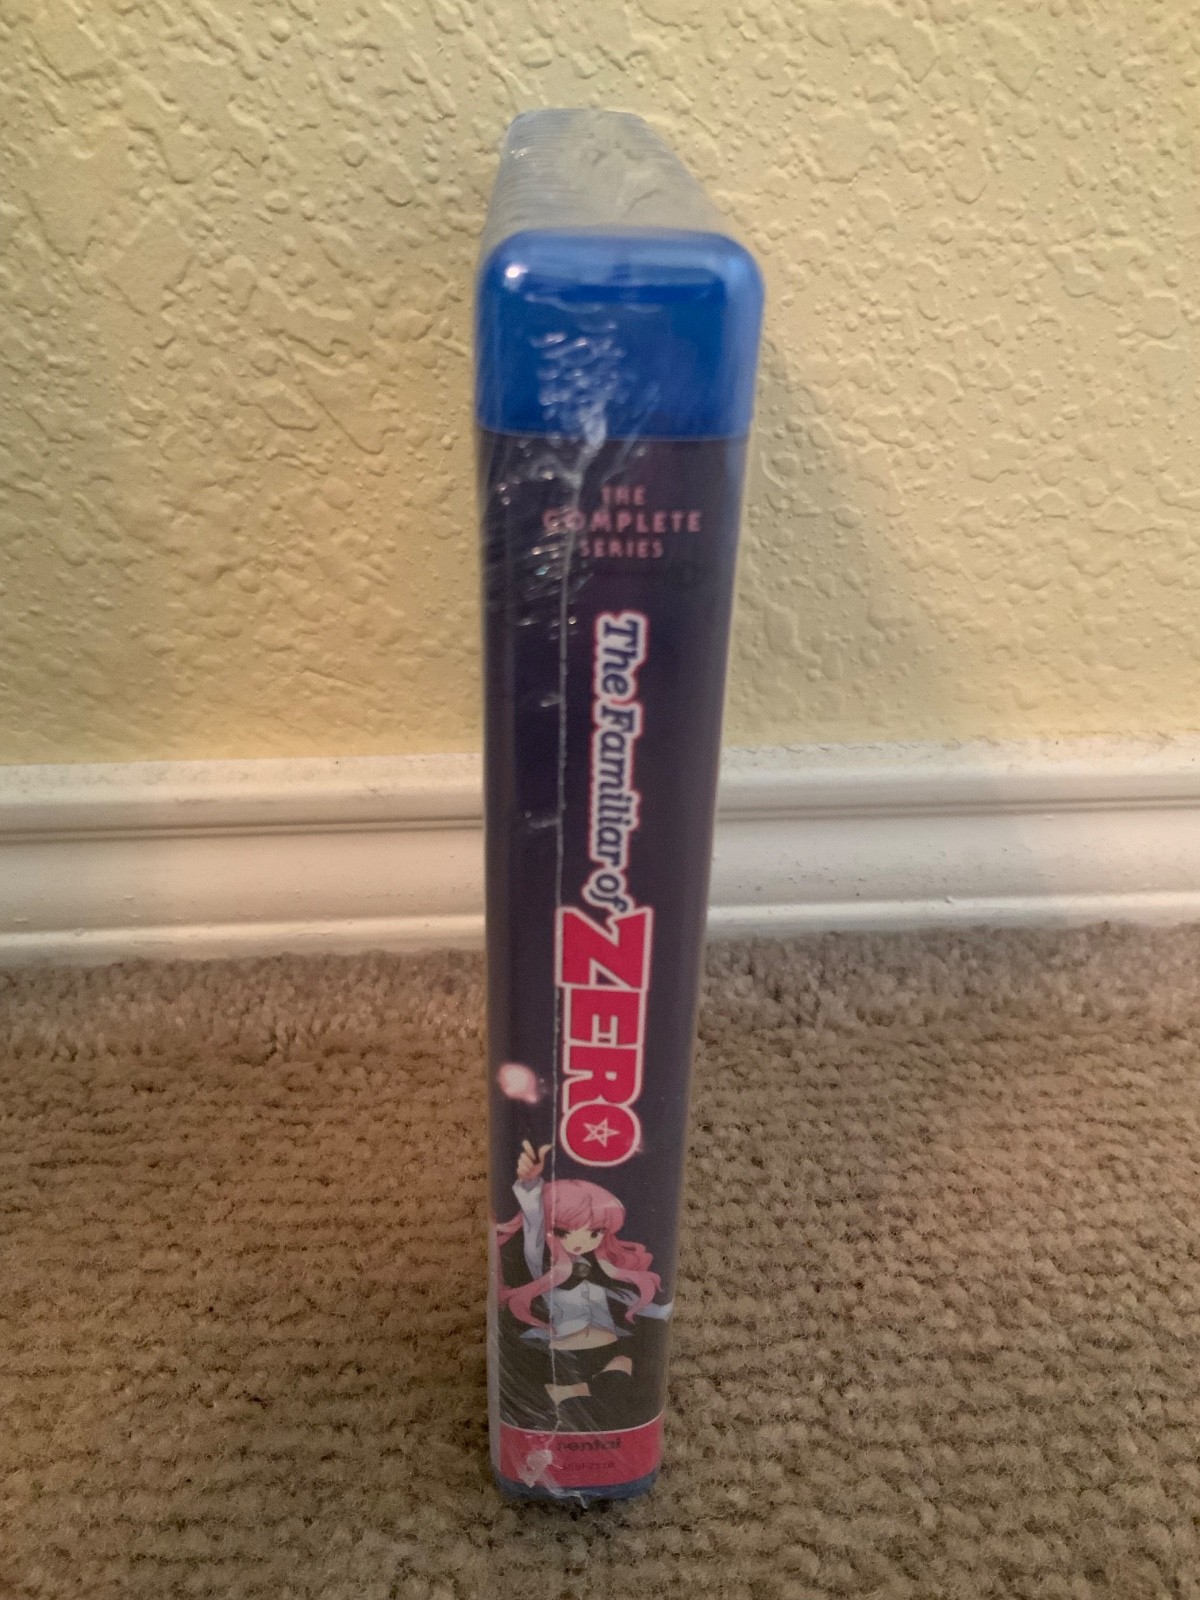 THE
COMPLETE
SERIES
The Familiar of
ZERO